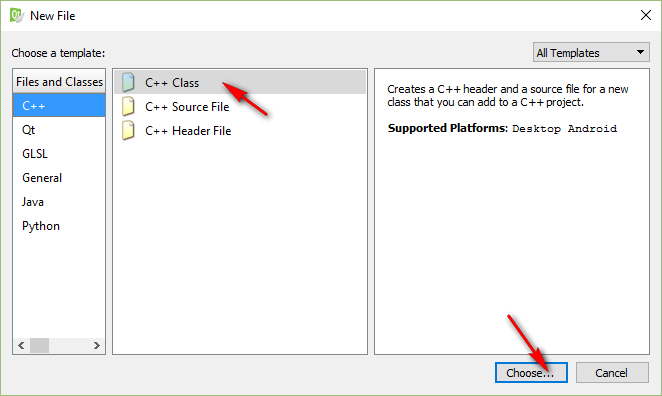 New File
Choose a template:
All Templates
Files and Classes
C++
Qt
GLSL
General
Java
Python
C++ Class
C++ Source File
C++ Header File
Creates a C++ header and a source file for a new
class that you can add to a C++ project.
Supported Platforms: Desktop Android
Choose...
Cancel